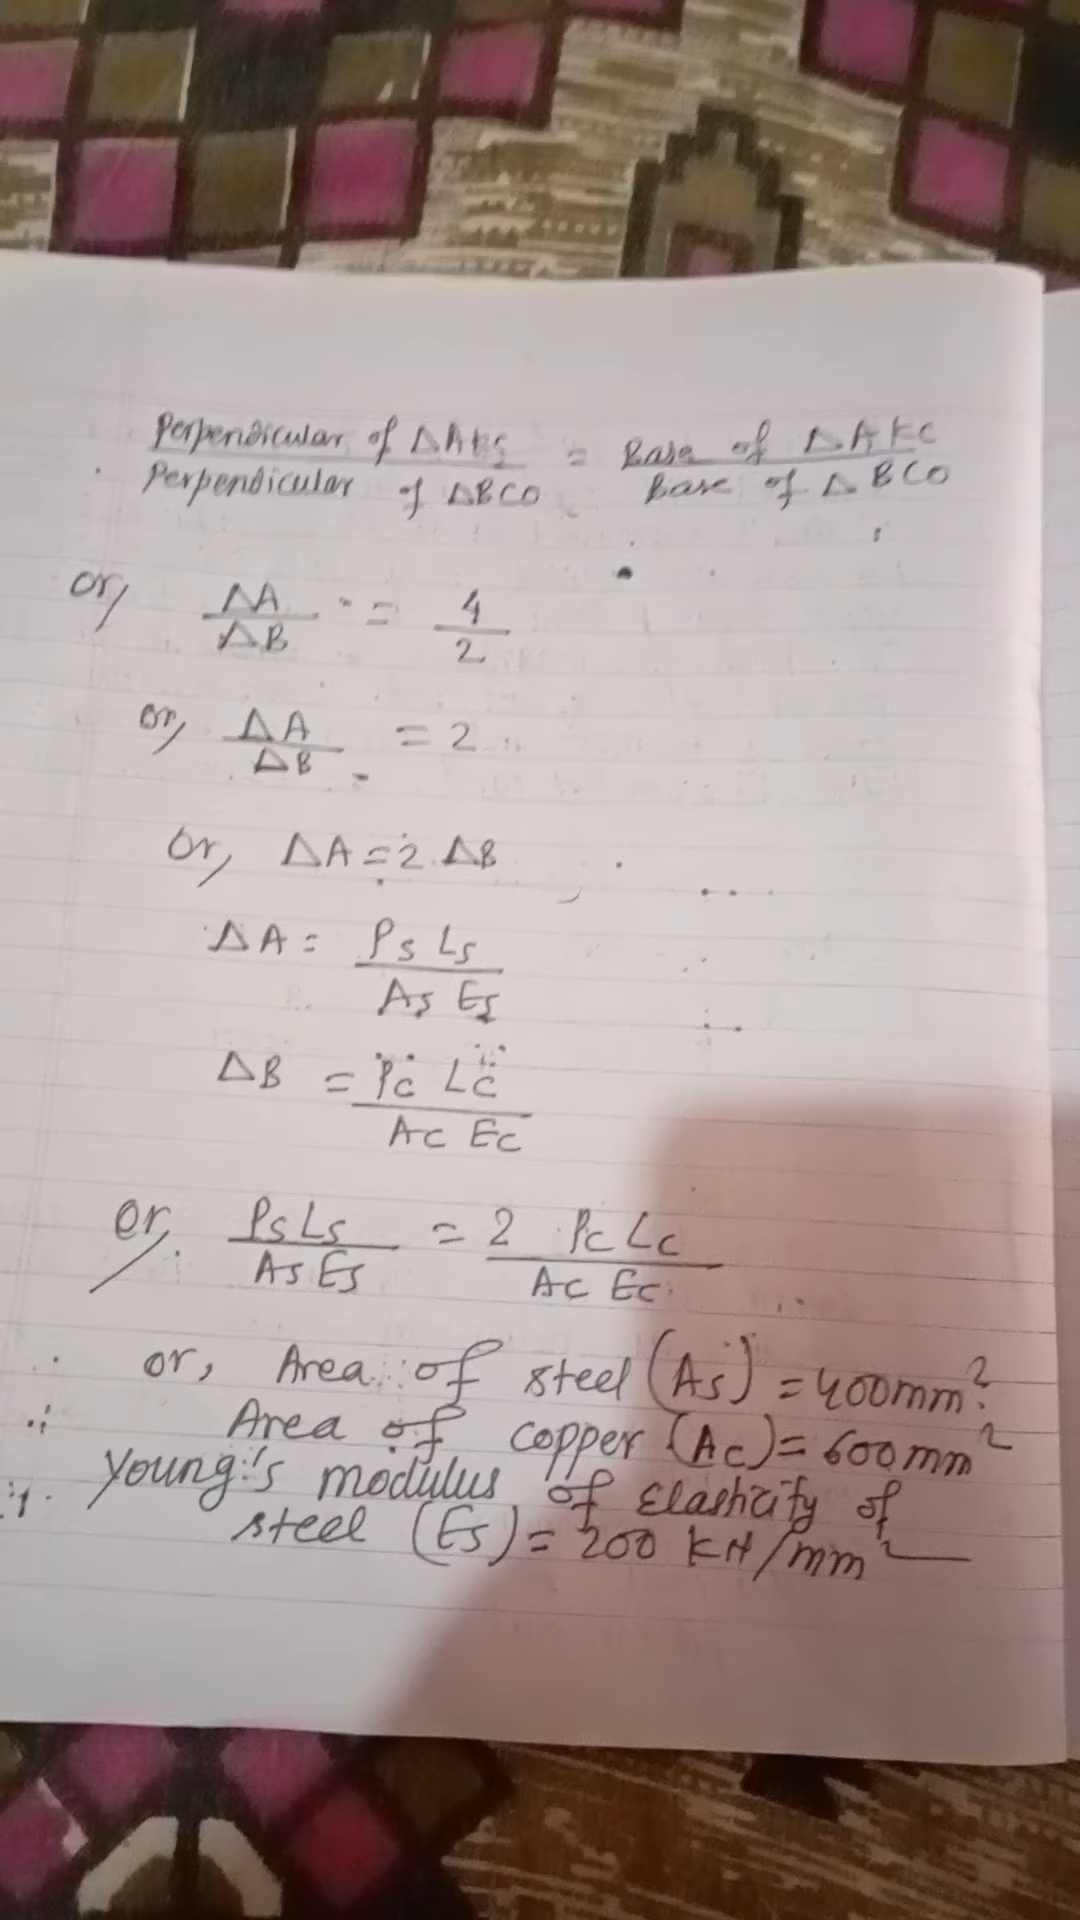 Perpendicular of ΔAKC = Base of ΔAKC
Perpendicular of ΔBCO Base of ΔBCO
or, ΔA = 4
ΔB 2
or, ΔA = 2
ΔB
or, ΔA = 2 ΔB
ΔA = Ps Ls
As Es
ΔB = Pc Lc
Ac Ec
or, Ps Ls = 2 Pc Lc
As Es Ac Ec
or, Area of steel (As) = 400mm²
Area of copper (Ac) = 600mm²
Young's modulus of Elasticity of
steel (Es) = 200 KN/mm²